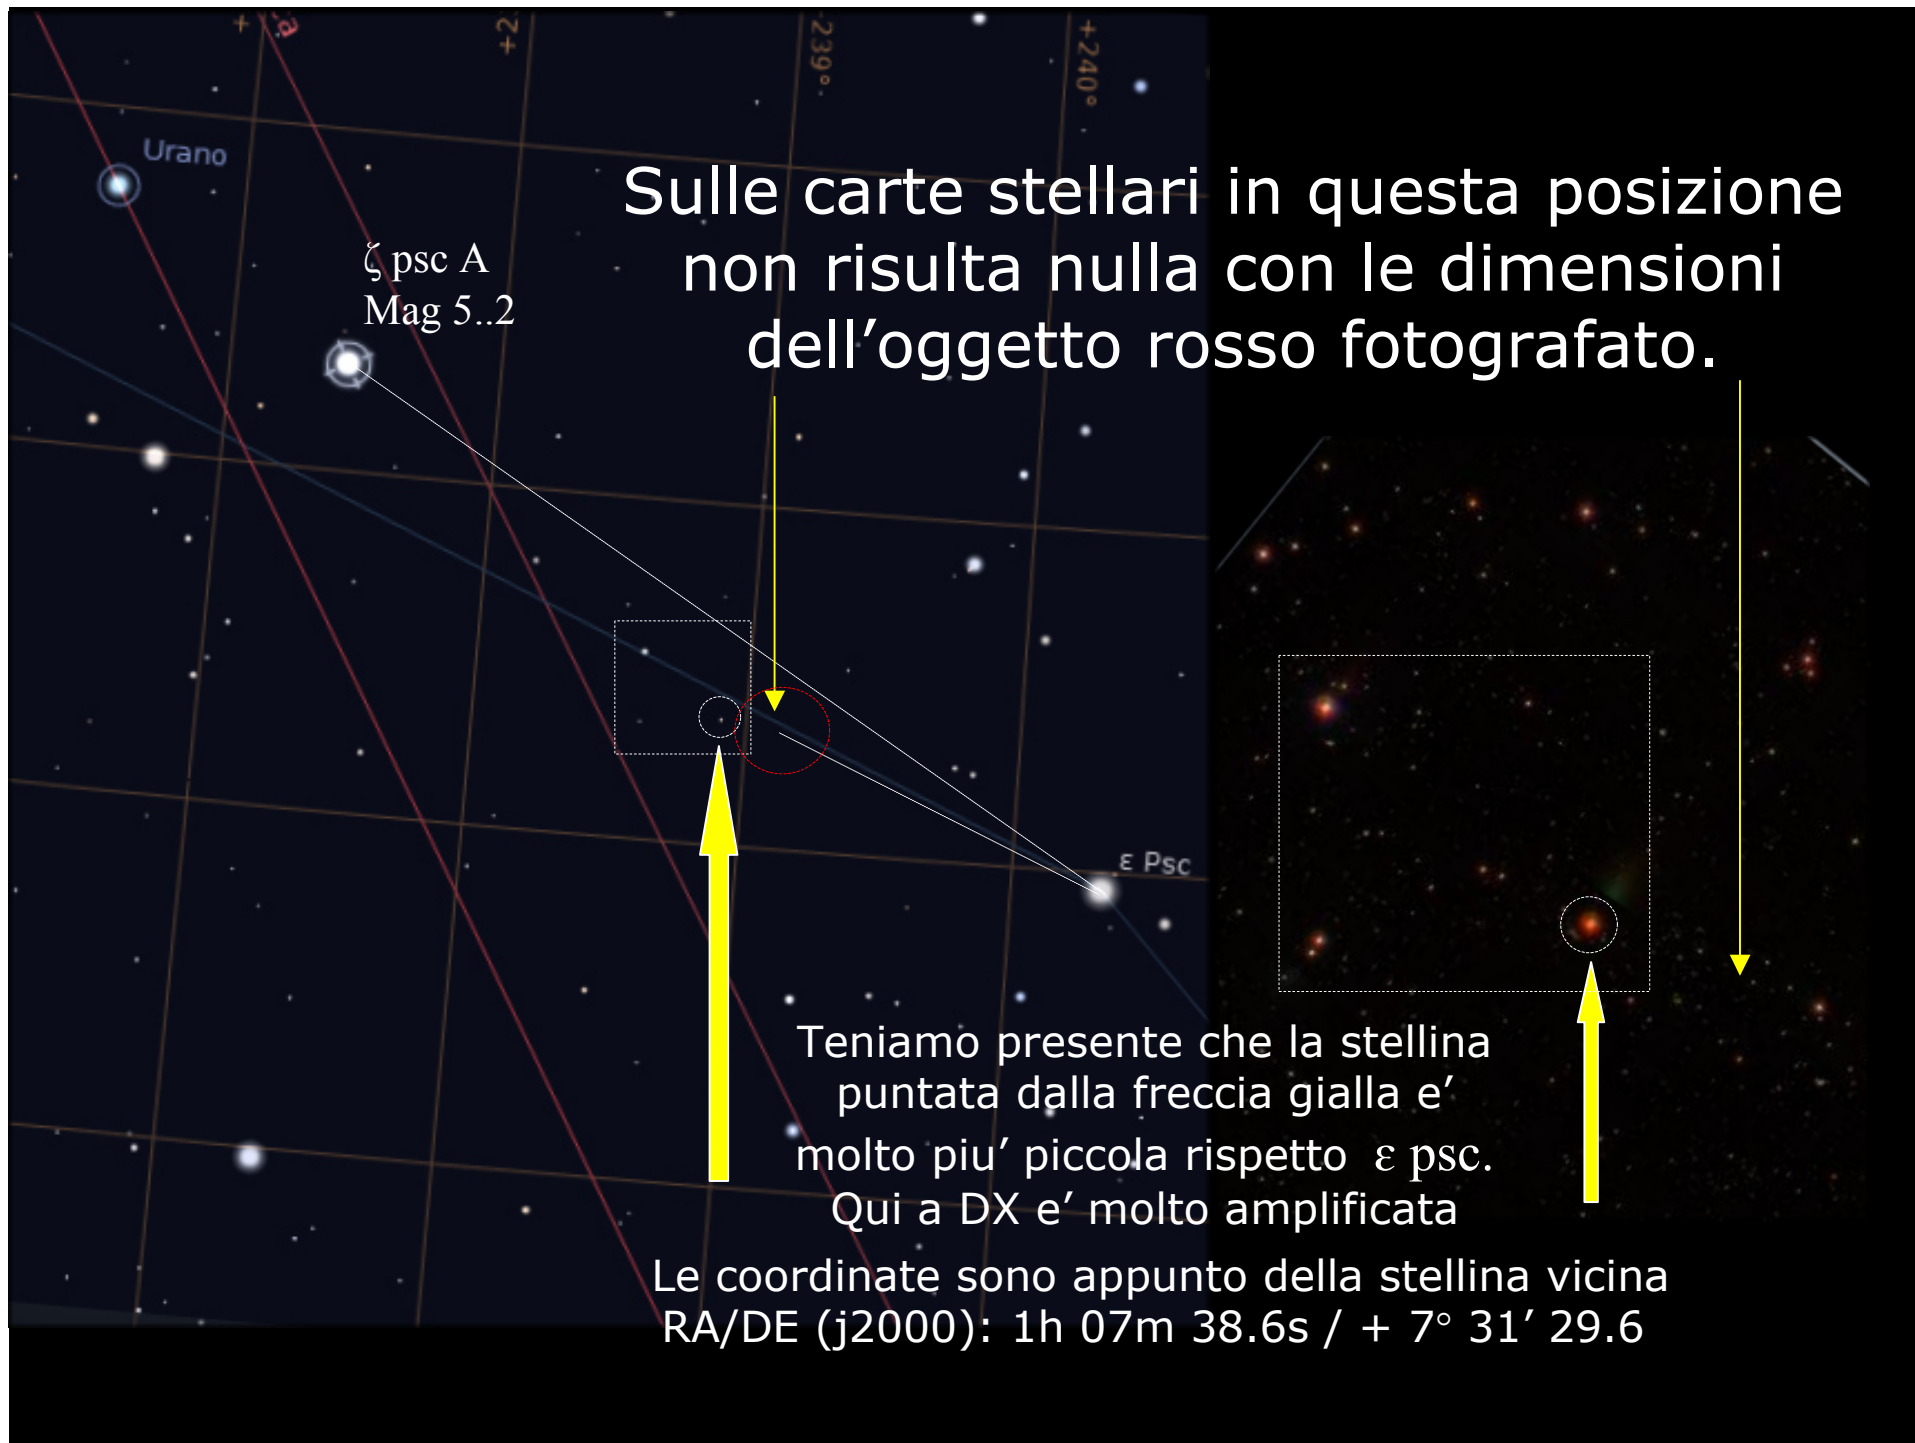 +239°
+240°
Urano
ζ psc A
Mag 5..2
Sulle carte stellari in questa posizione
non risulta nulla con le dimensioni
dell’oggetto rosso fotografato.
ε Psc
Teniamo presente che la stellina
puntata dalla freccia gialla e’
molto piu’ piccola rispetto ε psc.
Qui a DX e’ molto amplificata
Le coordinate sono appunto della stellina vicina
RA/DE (j2000): 1h 07m 38.6s / + 7° 31’ 29.6